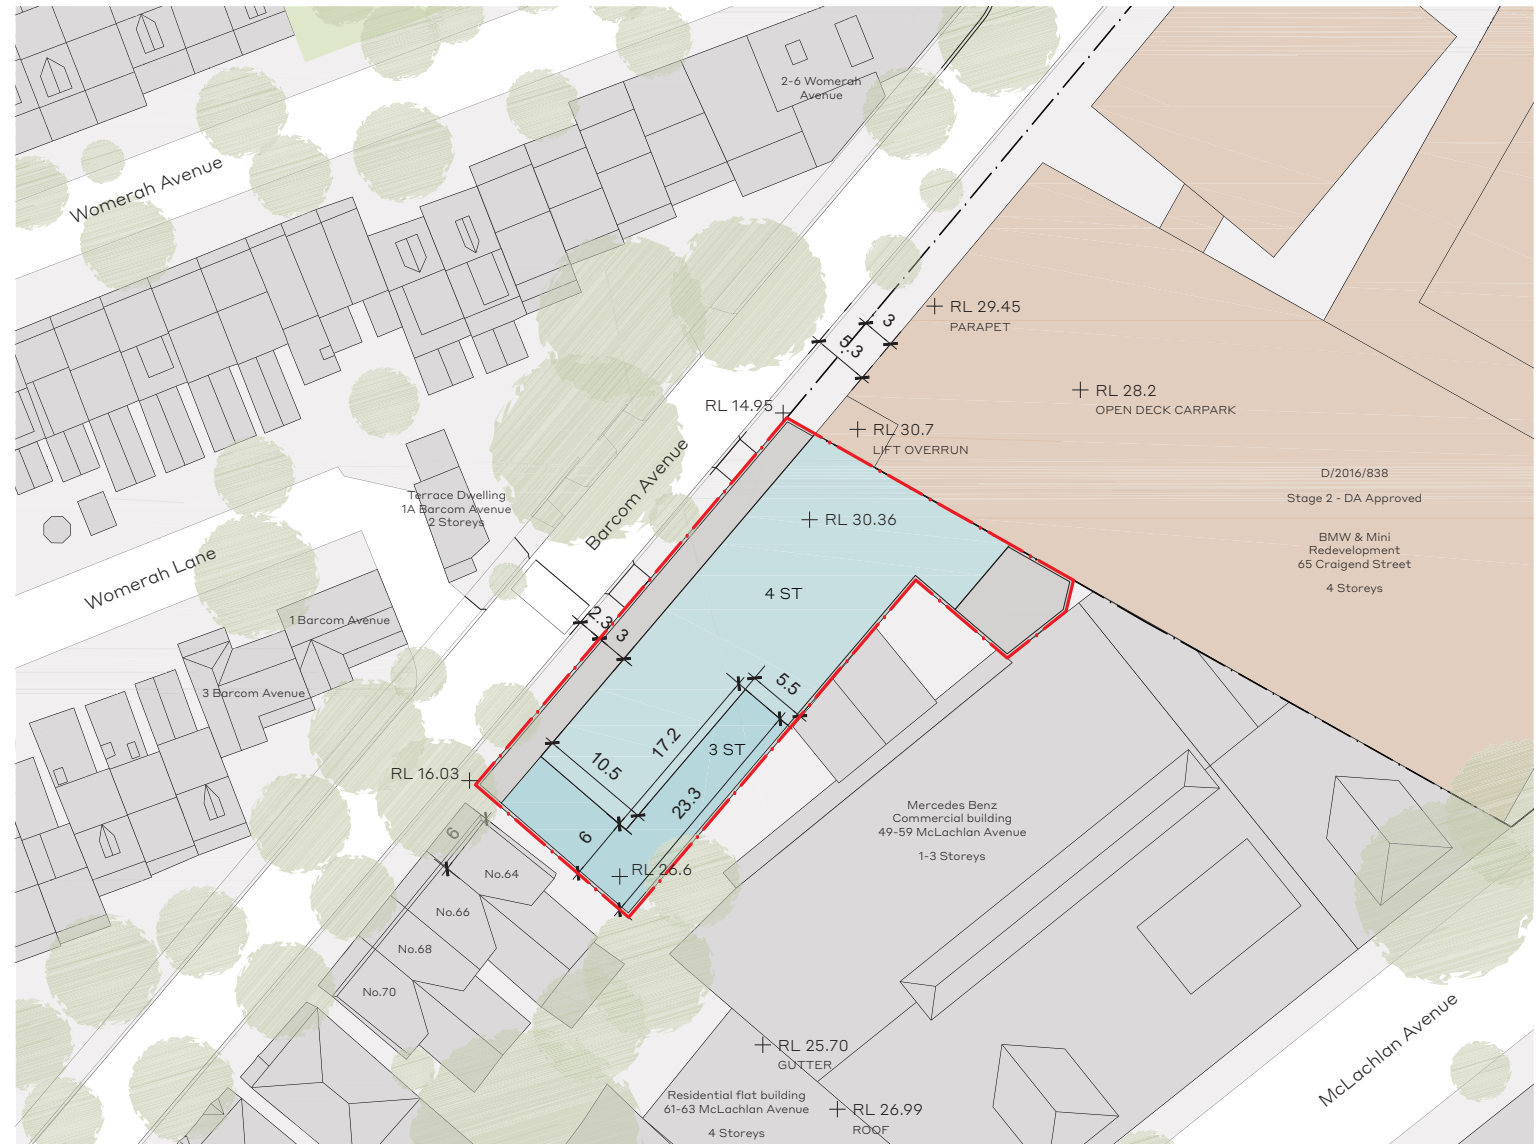 2-6 Womerah
Avenue
Womerah Avenue
3
5.3
RL 29.45
PARAPET
RL 28.2
OPEN DECK CARPARK
RL 14.95
RL 30.7
LIFT OVERRUN
Barcom Avenue
D/2016/838
Stage 2 - DA Approved
BMW & Mini
Redevelopment
65 Craigend Street
4 Storeys
Terrace Dwelling
1A Barcom Avenue
2 Storeys
RL 30.36
Womerah Lane
4 ST
1 Barcom Avenue
2.3
3
3 Barcom Avenue
5.5
17.2
3 ST
10.5
RL 16.03
23.3
6
6
RL 26.6
No.64
No.66
No.68
No.70
Mercedes Benz
Commercial building
49-59 McLachlan Avenue
1-3 Storeys
McLachlan Avenue
RL 25.70
GUTTER
Residential flat building
61-63 McLachlan Avenue
4 Storeys
RL 26.99
ROOF